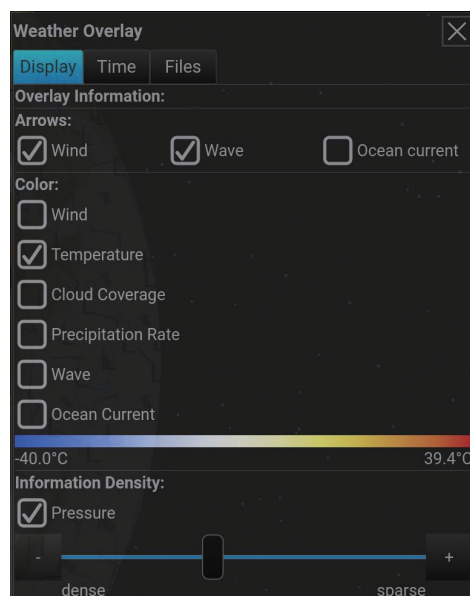 Weather Overlay
Display Time Files
Overlay Information:
Arrows:
Wind Wave Ocean current
Color:
Wind
Temperature
Cloud Coverage
Precipitation Rate
Wave
Ocean Current
-40.0°C 39.4°C
Information Density:
Pressure
- +
dense sparse